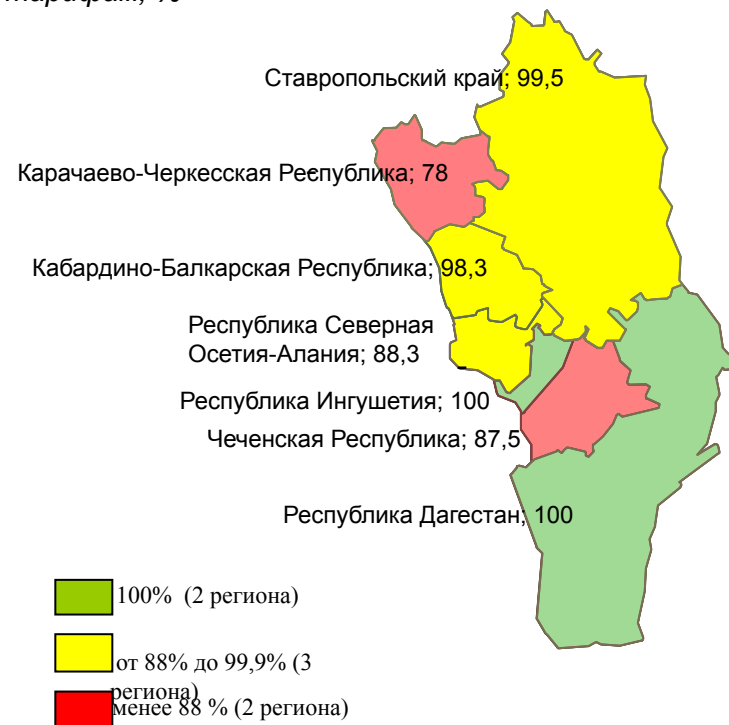 Ставропольский край; 99,5
Карачаево-Черкесская Республика; 78
Кабардино-Балкарская Республика; 98,3
Республика Северная
Осетия-Алания; 88,3
Республика Ингушетия; 100
Чеченская Республика; 87,5
Республика Дагестан; 100
100% (2 региона)
от 88% до 99,9% (3
региона)
менее 88 % (2 региона)